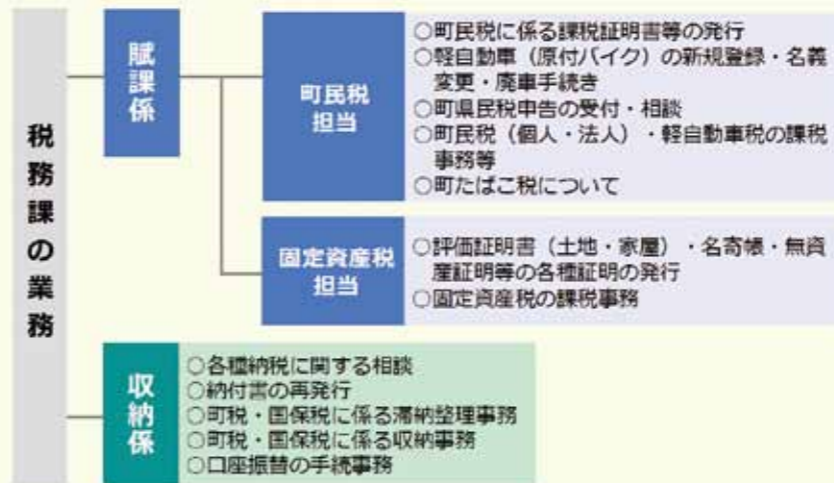 税務課の業務
賦課係
町民税
担当
○町民税に係る課税証明書等の発行
○軽自動車（原付バイク）の新規登録・名義
変更・廃車手続き
○町県民税申告の受付・相談
○町民税（個人・法人）・軽自動車税の課税
事務等
○町たばこ税について
固定資産税
担当
○評価証明書（土地・家屋）・名寄帳・無資
産証明等の各種証明の発行
○固定資産税の課税事務
収納係
○各種納税に関する相談
○納付書の再発行
○町税・国保税に係る滞納整理事務
○町税・国保税に係る収納事務
○口座振替の手続事務